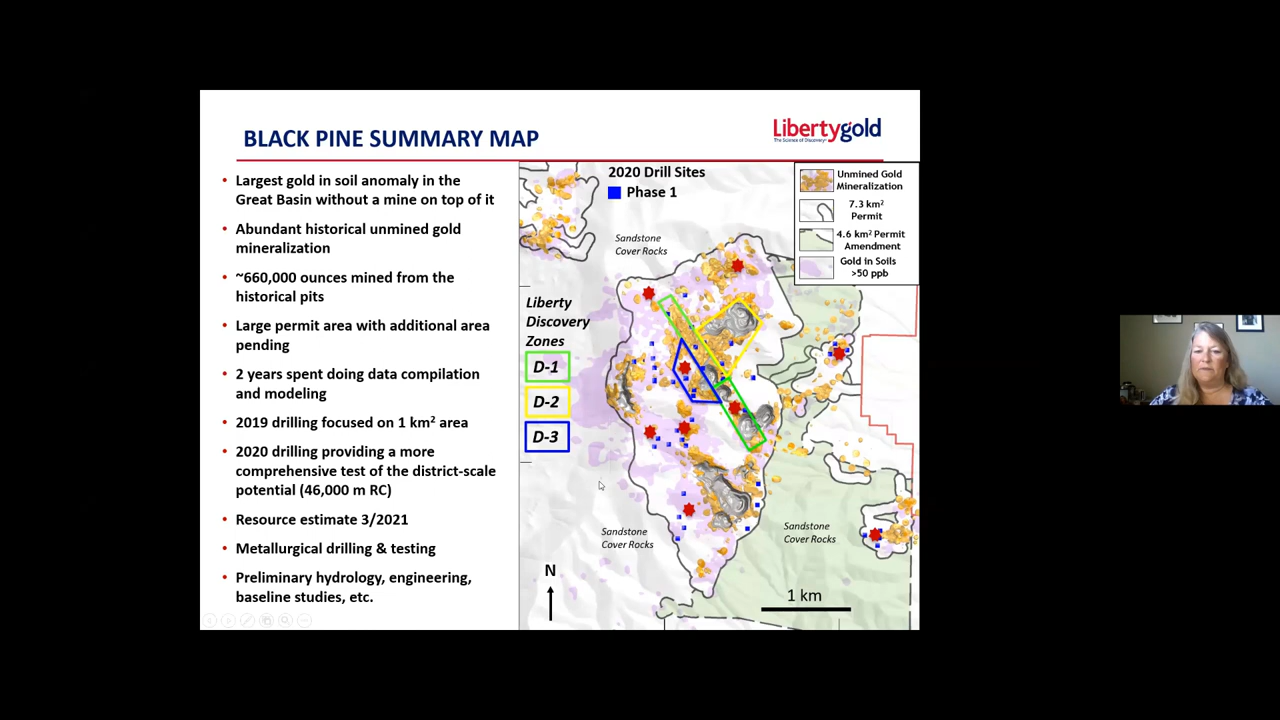 BLACK PINE SUMMARY MAP
Libertygold
The Science of Discovery
• Largest gold in soil anomaly in the
Great Basin without a mine on top of it
• Abundant historical unmined gold
mineralization
• ~660,000 ounces mined from the
historical pits
• Large permit area with additional area
pending
• 2 years spent doing data compilation
and modeling
• 2019 drilling focused on 1 km² area
• 2020 drilling providing a more
comprehensive test of the district-scale
potential (46,000 m RC)
• Resource estimate 3/2021
• Metallurgical drilling & testing
• Preliminary hydrology, engineering,
baseline studies, etc.
2020 Drill Sites
Phase 1
Unmined Gold
Mineralization
7.3 km²
Permit
4.6 km² Permit
Amendment
Gold in Soils
>50 ppb
Sandstone
Cover Rocks
Liberty
Discovery
Zones
D-1
D-2
D-3
Sandstone
Cover Rocks
Sandstone
Cover Rocks
N
1 km